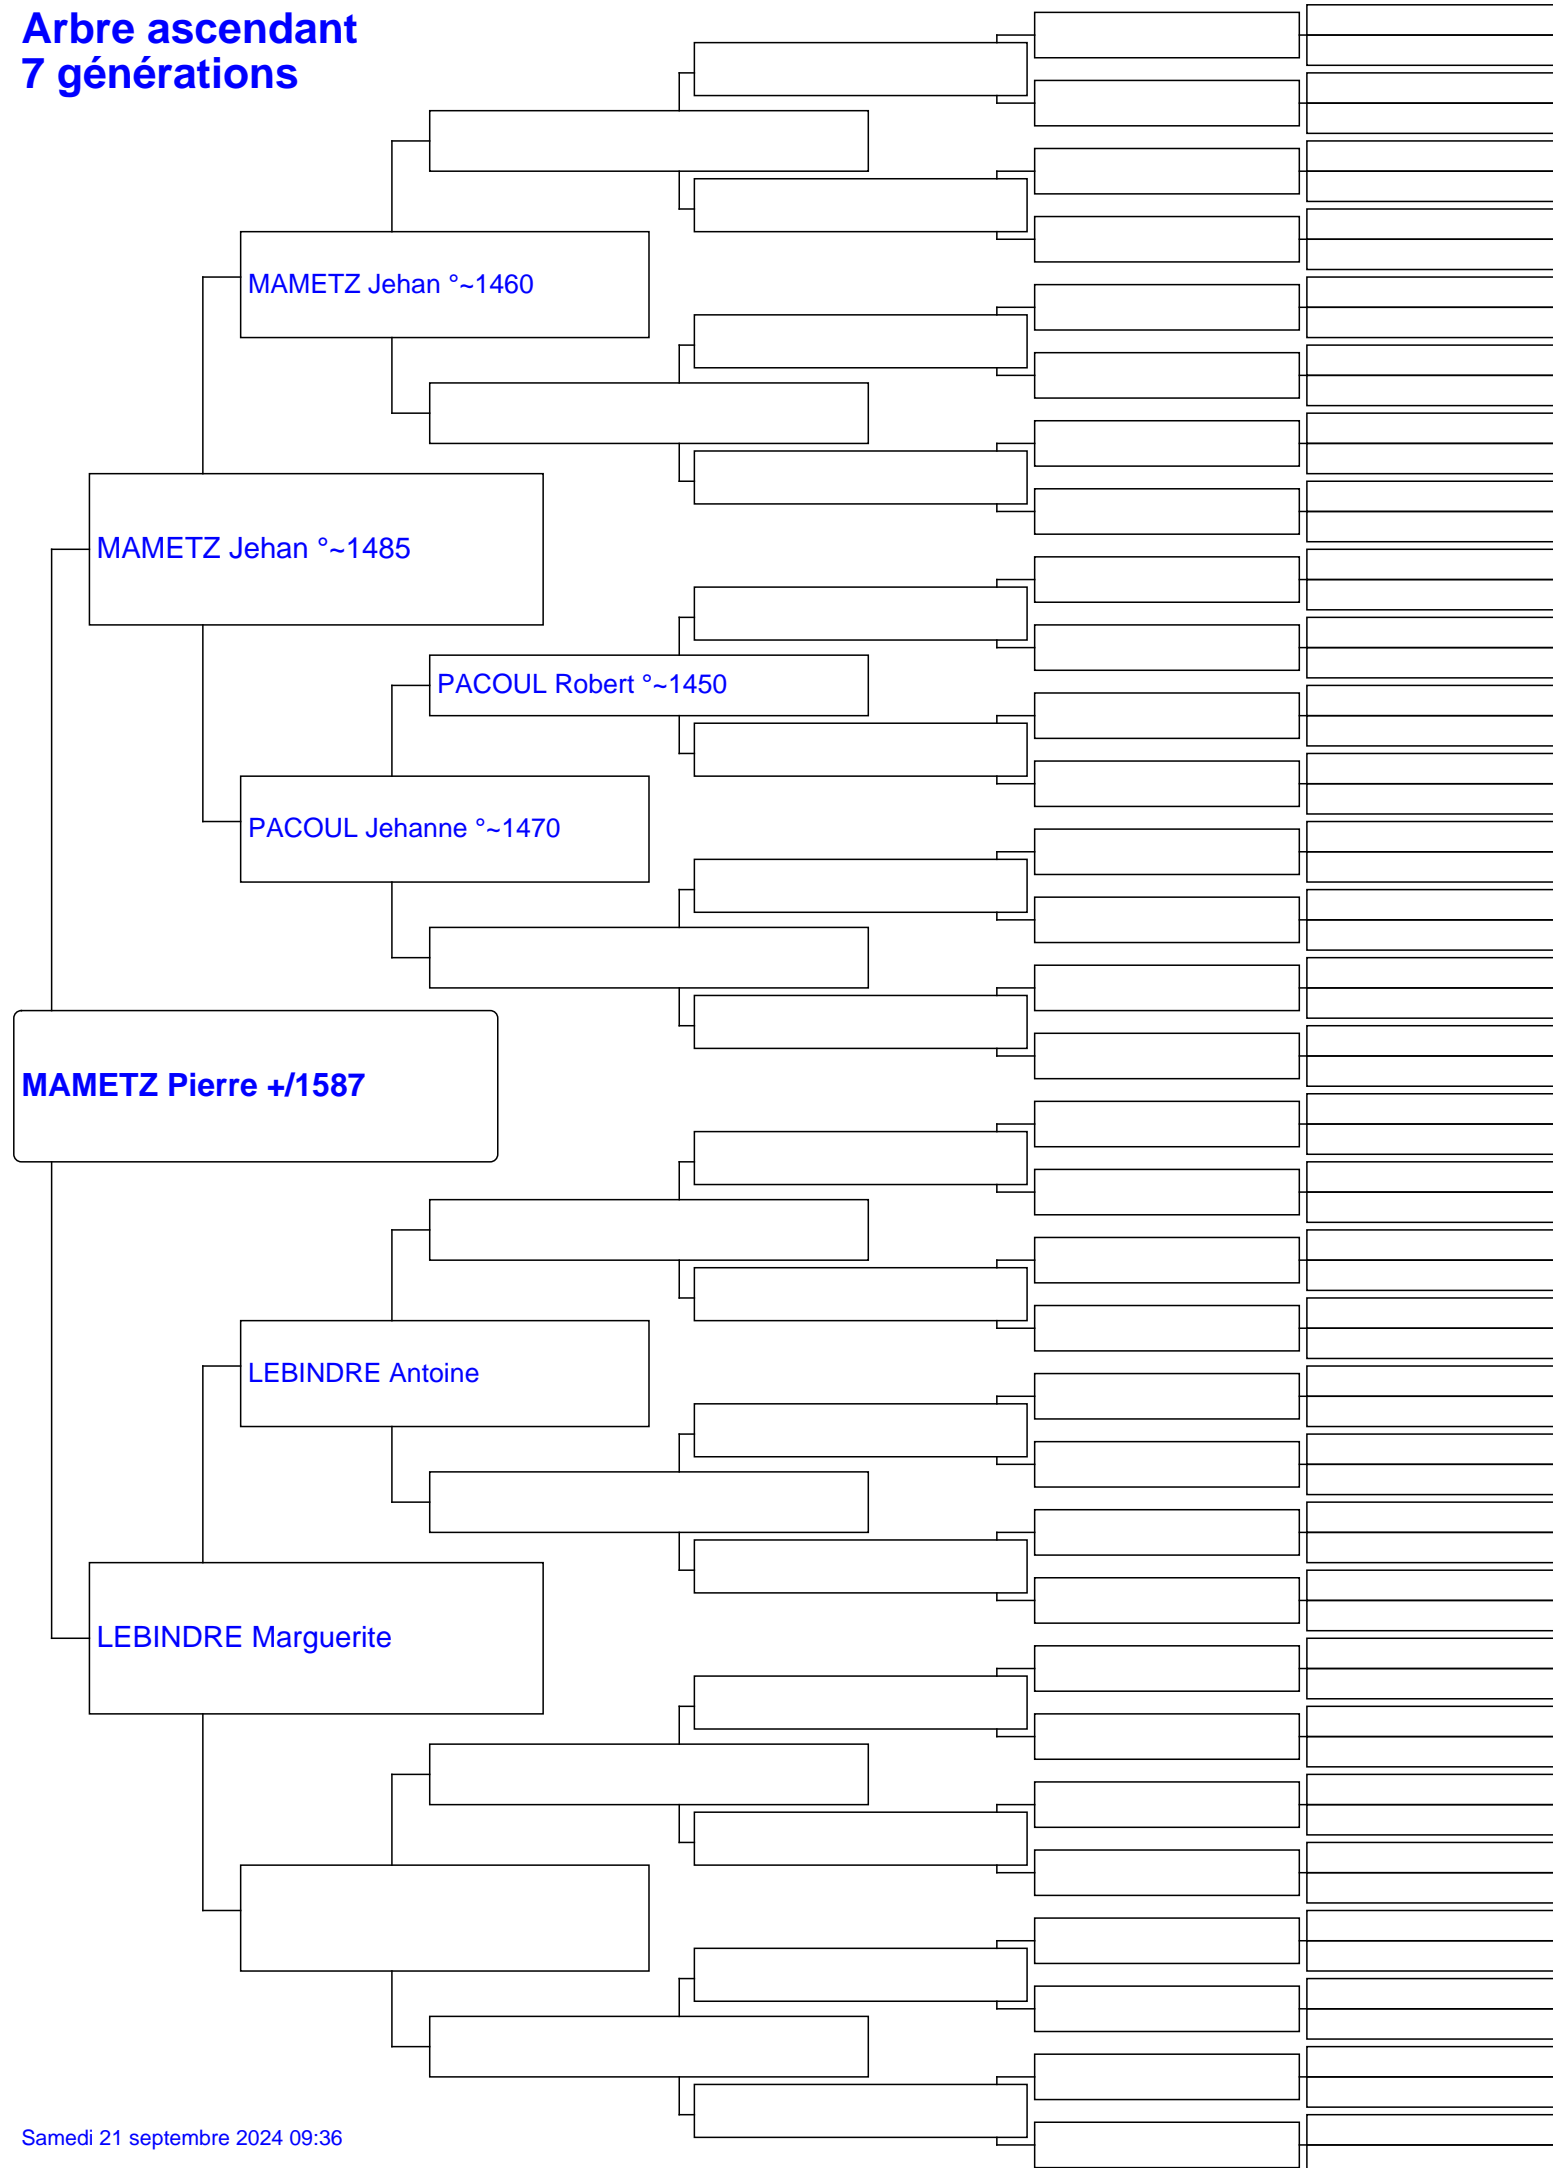 Arbre ascendant
7 générations
MAMETZ Jehan °~1460
MAMETZ Jehan °~1485
PACOUL Robert °~1450
PACOUL Jehanne °~1470
MAMETZ Pierre +/1587
LEBINDRE Antoine
LEBINDRE Marguerite
Samedi 21 septembre 2024 09:36